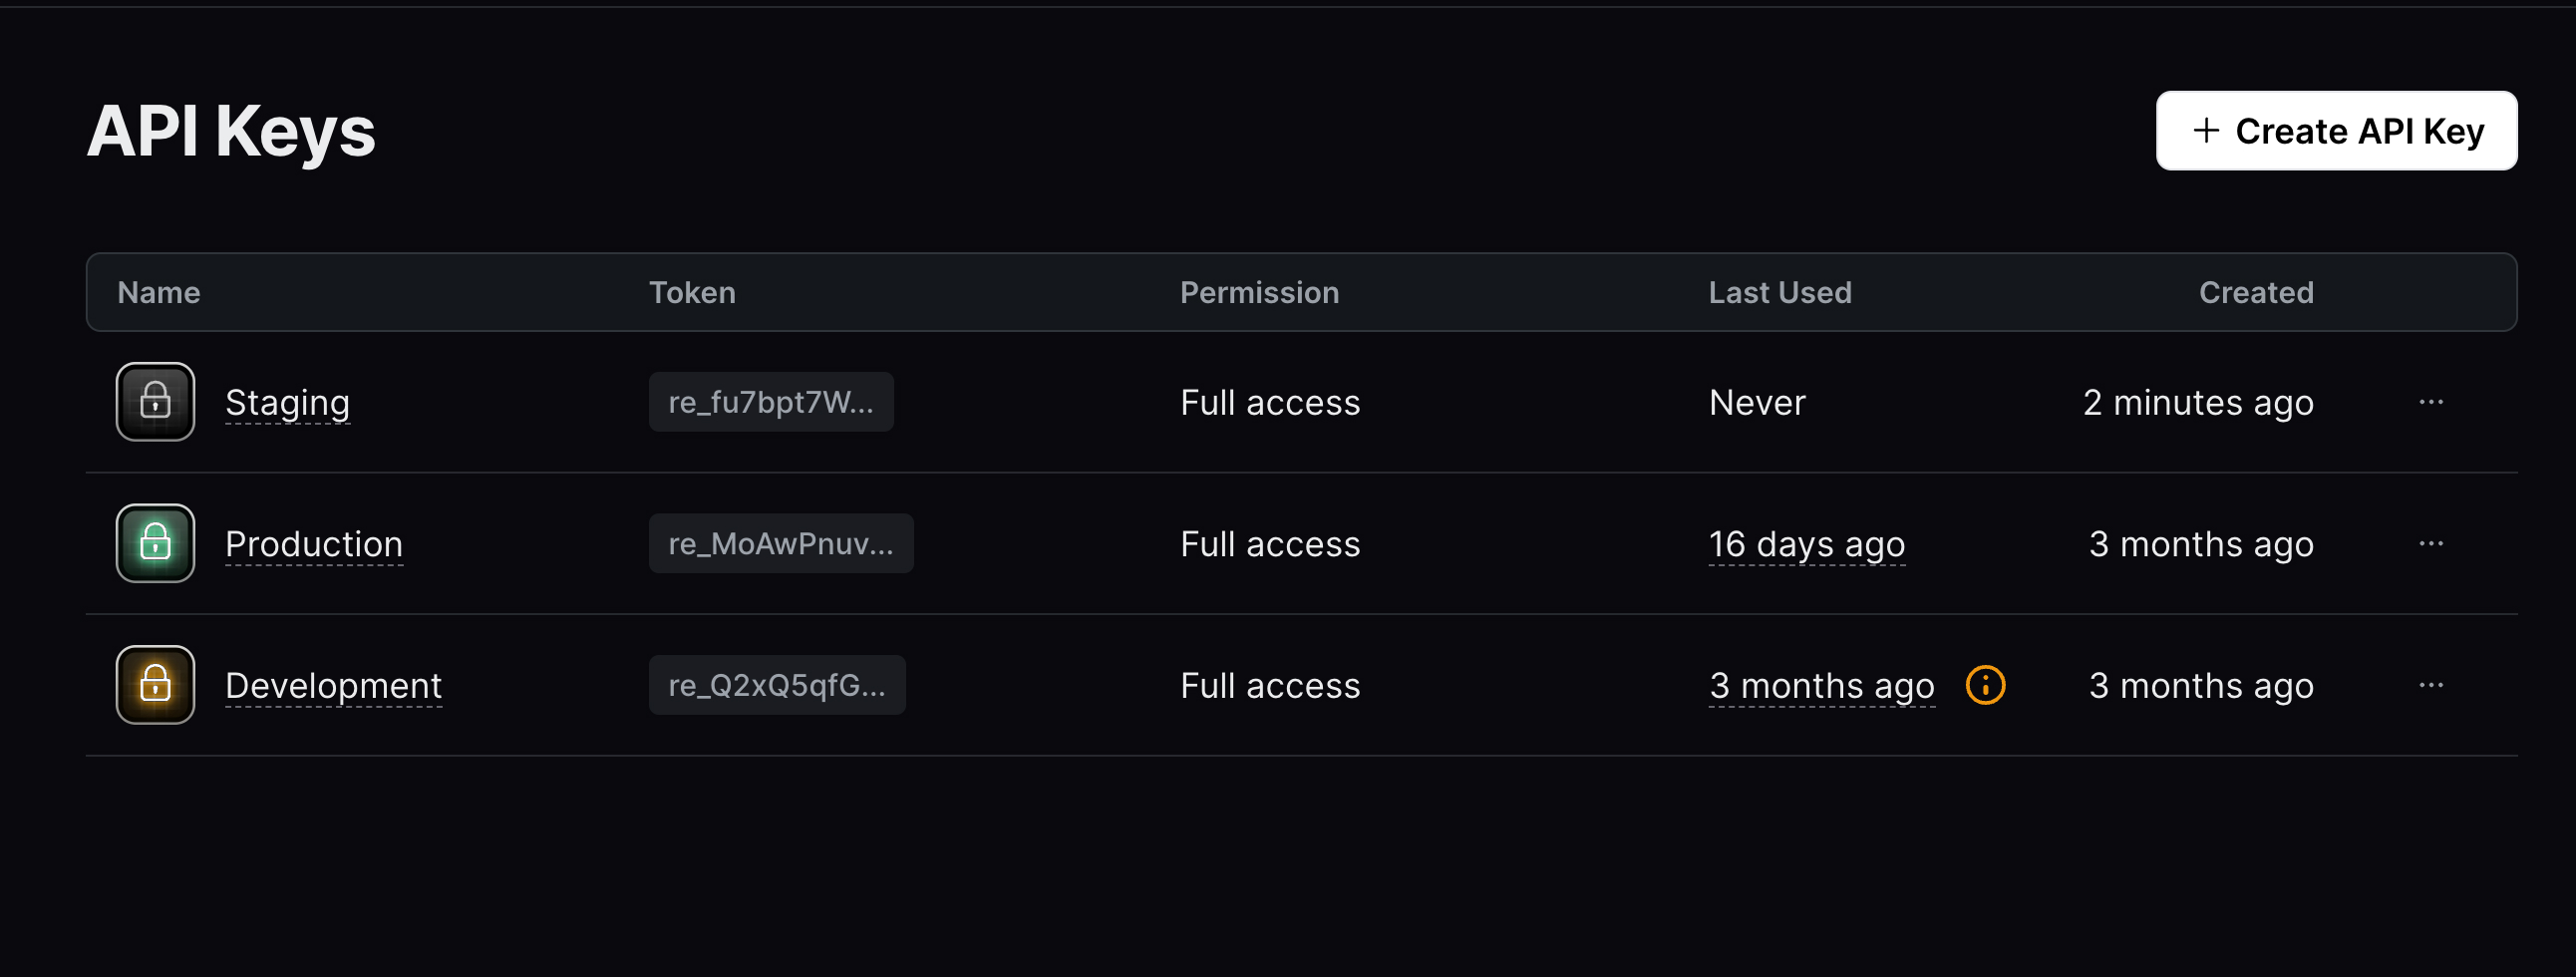 API Keys
+ Create API Key
Name Token Permission Last Used Created
Staging re_fu7bpt7W... Full access Never 2 minutes ago ...
Production re_MoAwPnuv... Full access 16 days ago 3 months ago ...
Development re_Q2xQ5qfG... Full access 3 months ago 3 months ago ...